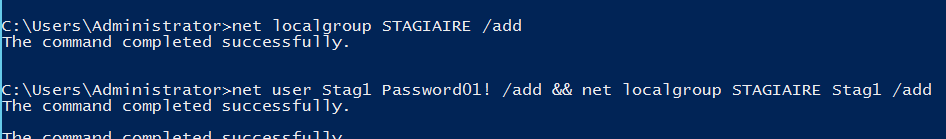 C:\Users\Administrator>net localgroup STAGIAIRE /add
The command completed successfully.
C:\Users\Administrator>net user Stag1 Password01! /add && net localgroup STAGIAIRE Stag1 /add
The command completed successfully.
The command completed successfully.